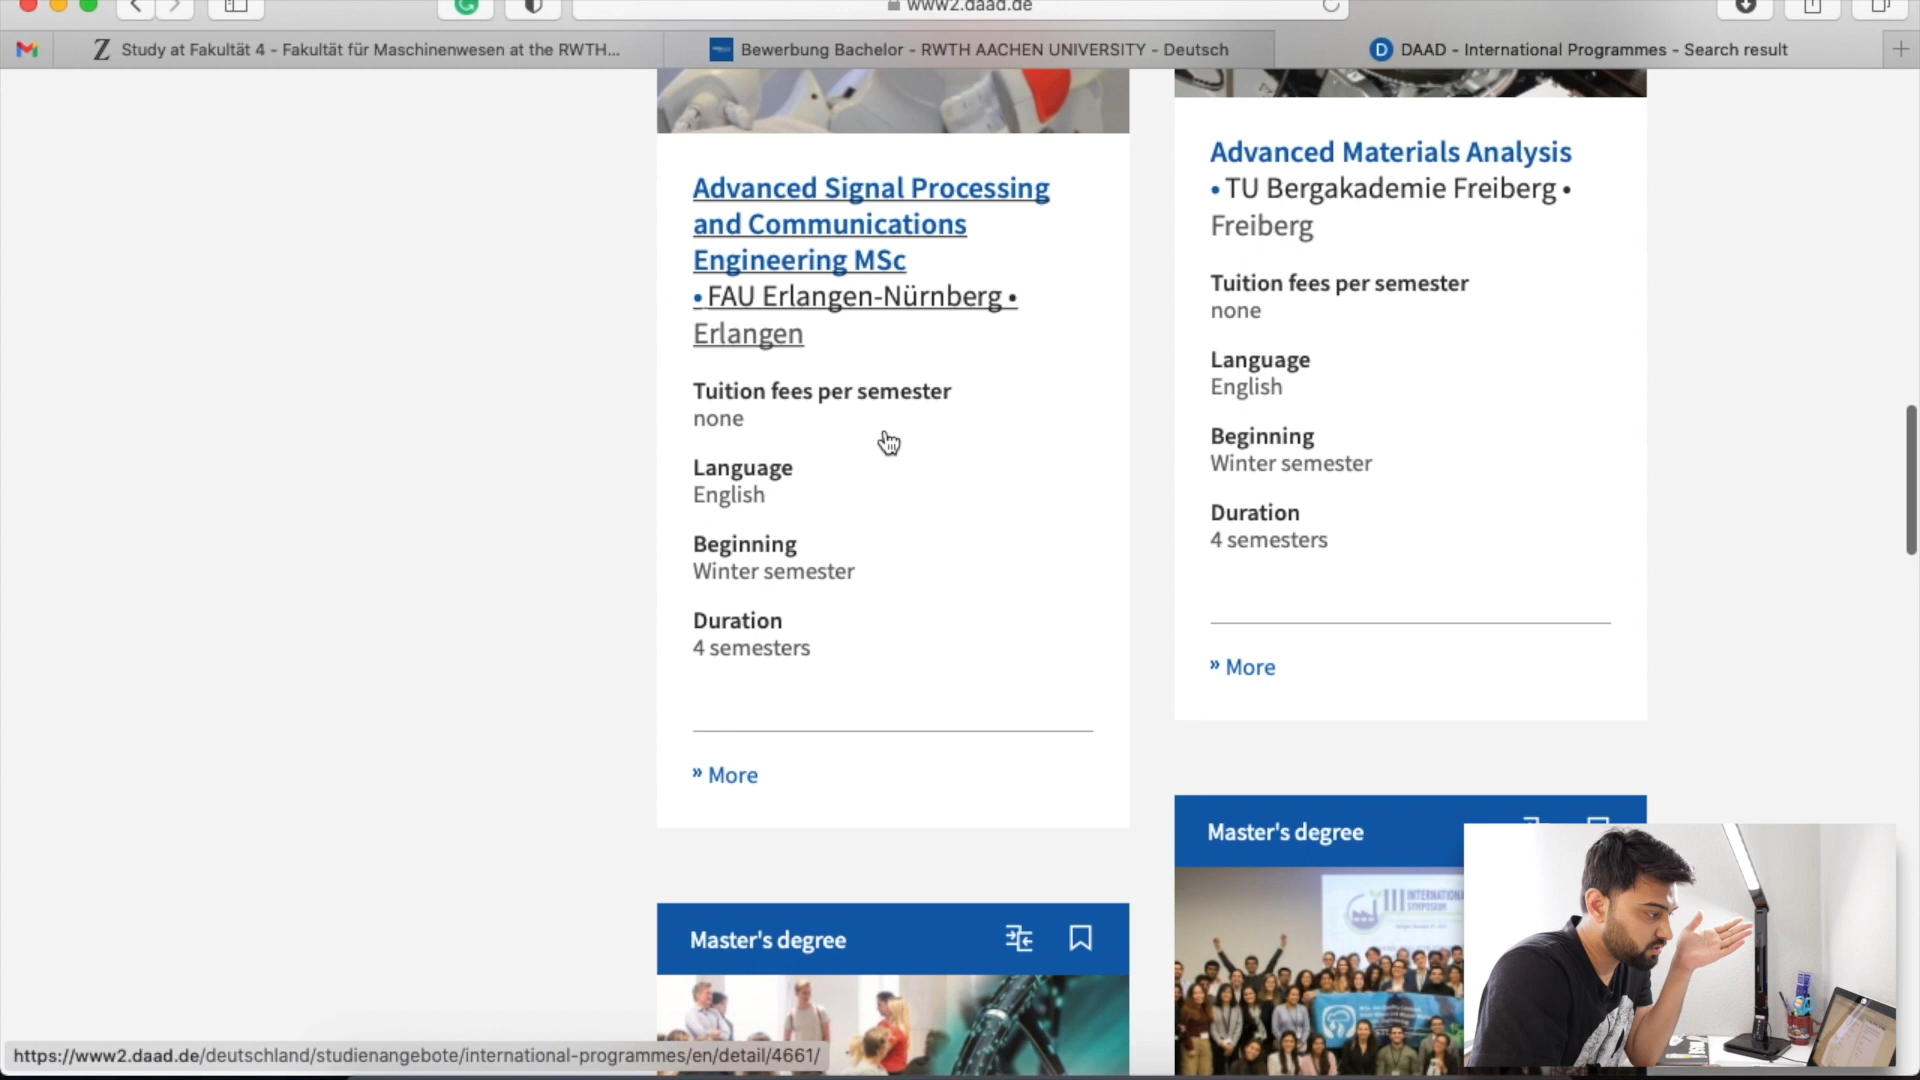 www2.daad.de
Study at Fakultät 4 - Fakultät für Maschinenwesen at the RWTH...
Bewerbung Bachelor - RWTH AACHEN UNIVERSITY - Deutsch
DAAD - International Programmes - Search result
Advanced Signal Processing
and Communications
Engineering MSc
• FAU Erlangen-Nürnberg •
Erlangen
Tuition fees per semester
none
Language
English
Beginning
Winter semester
Duration
4 semesters
» More
Advanced Materials Analysis
• TU Bergakademie Freiberg •
Freiberg
Tuition fees per semester
none
Language
English
Beginning
Winter semester
Duration
4 semesters
» More
Master's degree
Master's degree
III INTERNATIONA
SYMPOSIUM
https://www2.daad.de/deutschland/studienangebote/international-programmes/en/detail/4661/